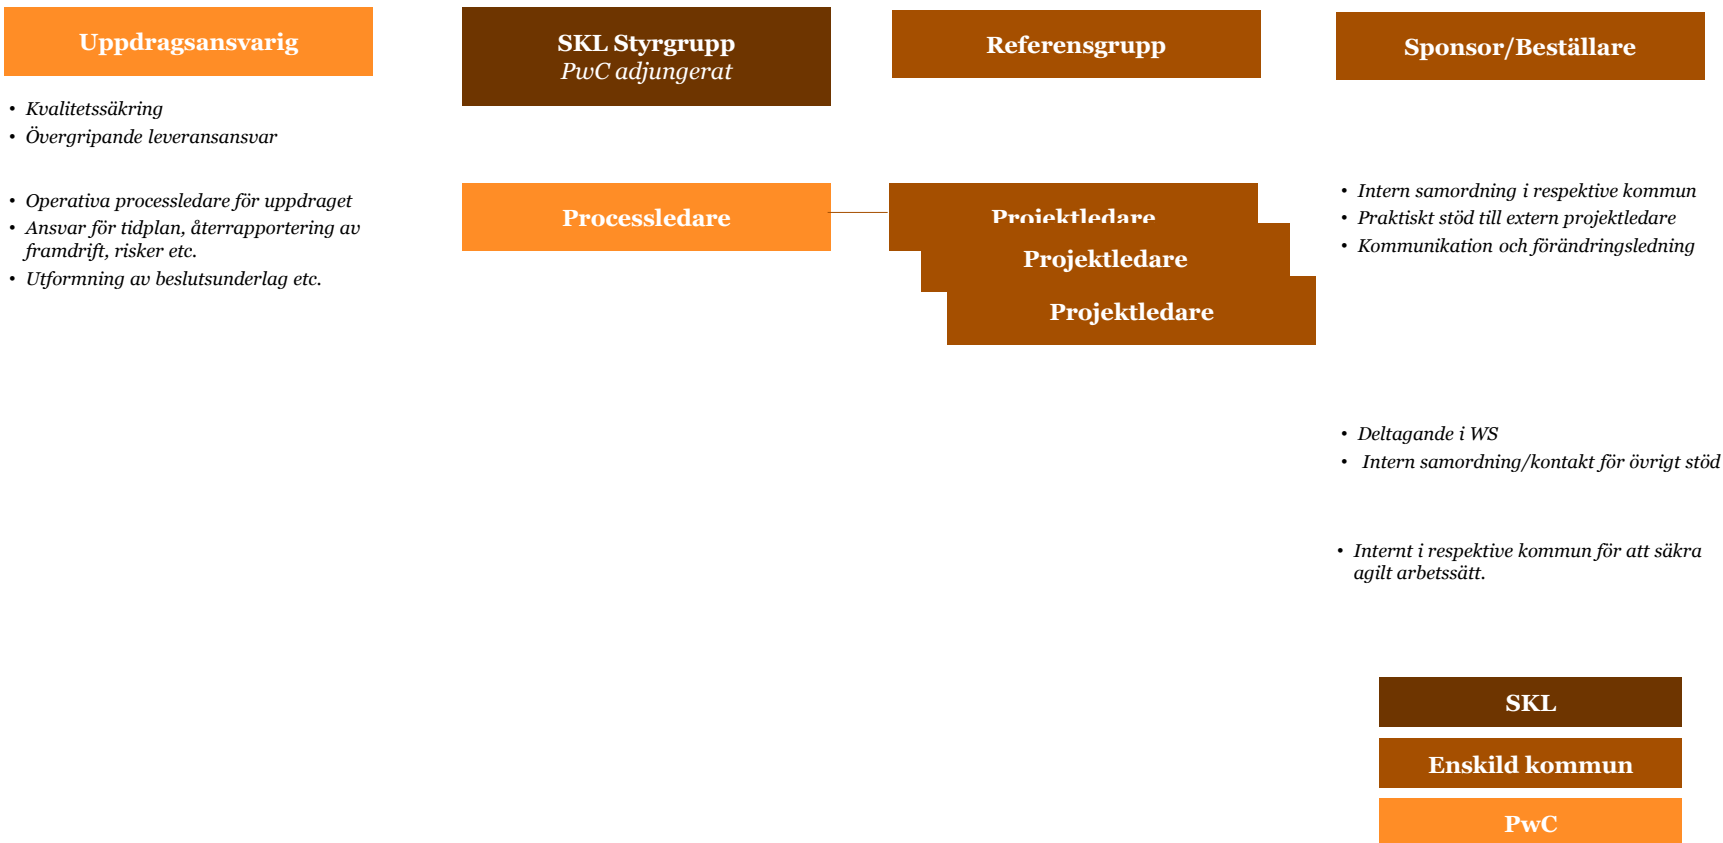 Uppdragsansvarig
SKL Styrgrupp
PwC adjungerat
Referensgrupp
Sponsor/Beställare
• Kvalitetssäkring
• Övergripande leveransansvar
• Operativa processledare för uppdraget
• Ansvar för tidplan, återrapportering av
framdrift, risker etc.
• Utformning av beslutsunderlag etc.
Processledare
Projektledare
Projektledare
Projektledare
• Intern samordning i respektive kommun
• Praktiskt stöd till extern projektledare
• Kommunikation och förändringsledning
• Deltagande i WS
• Intern samordning/kontakt för övrigt stöd
• Internt i respektive kommun för att säkra
agilt arbetssätt.
SKL
Enskild kommun
PwC